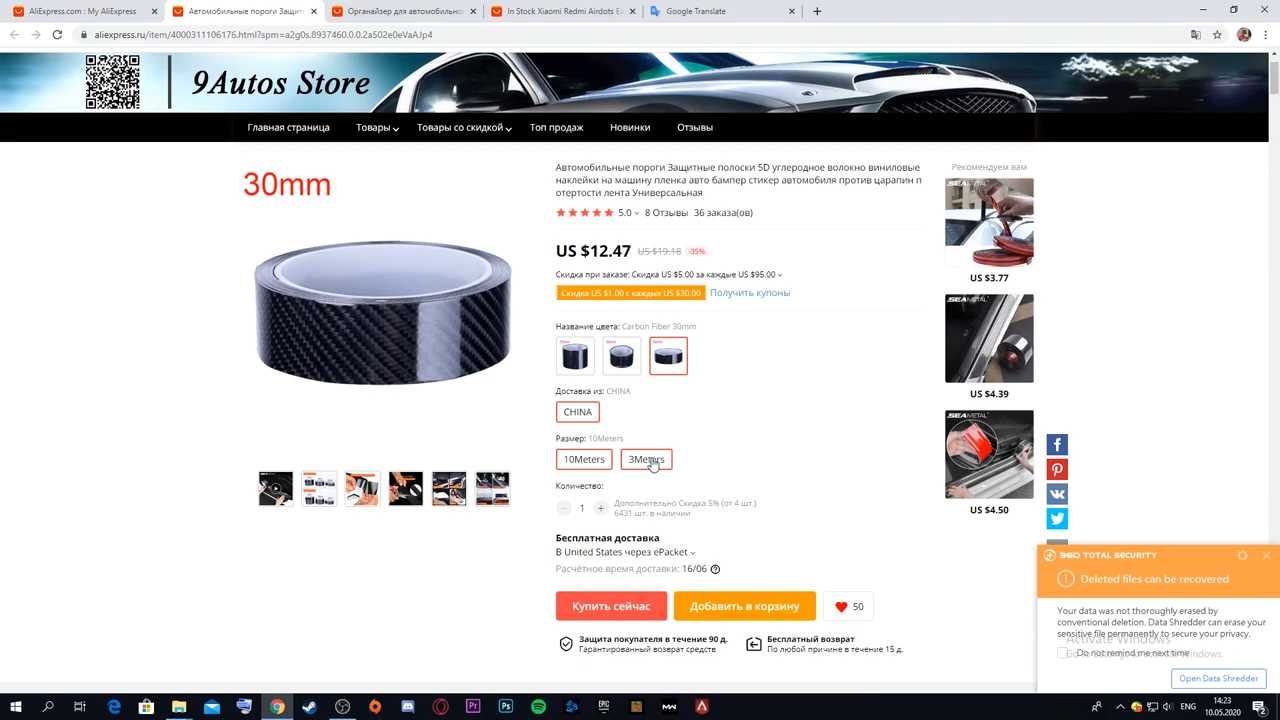 AliExpress.com : My AliExpress
Автомобильные пороги Защитн
Органайзер для автомобильног
In Stock Xiaomi Redmi Airdots Ea
Google Translate
aliexpress.ru/item/4000311106176.html?spm=a2g0s.8937460.0.0.2a502e0eVaAJp4
9Autos Store
Главная страница
Товары
Товары со скидкой
Топ продаж
Новинки
Отзывы
30mm
Автомобильные пороги Защитные полоски 5D углеродное волокно виниловые
наклейки на машину пленка авто бампер стикер автомобиля против царапин п
отертости лента Универсальная
5.0 8 Отзывы 36 заказа(ов)
US $12.47 US $19.18 -35%
Скидка при заказе: Скидка US $5.00 за каждые US $95.00
Скидка US $1.00 с каждых US $30.00 Получить купоны
Название цвета: Carbon Fiber 30mm
Доставка из: CHINA
CHINA
Размер: 10Meters
10Meters 3Meters
Количество:
1
Дополнительно Скидка 5% (от 4 шт.)
6431 шт. в наличии
Бесплатная доставка
В United States через ePacket
Расчётное время доставки: 16/06
Купить сейчас
Добавить в корзину
50
Защита покупателя в течение 90 д.
Гарантированный возврат средств
Бесплатный возврат
По любой причине в течение 15 д.
Рекомендуем вам
SEAMETAL
US $3.77
SEAMETAL
US $4.39
SEAMETAL
US $4.50
360 TOTAL SECURITY
Deleted files can be recovered
Your data was not thoroughly erased by
conventional deletion. Data Shredder can erase your
sensitive file permanently to secure your privacy.
Activate Windows
Do not remind me next time
Open Data Shredder
ENG
14:23
10.05.2020
2